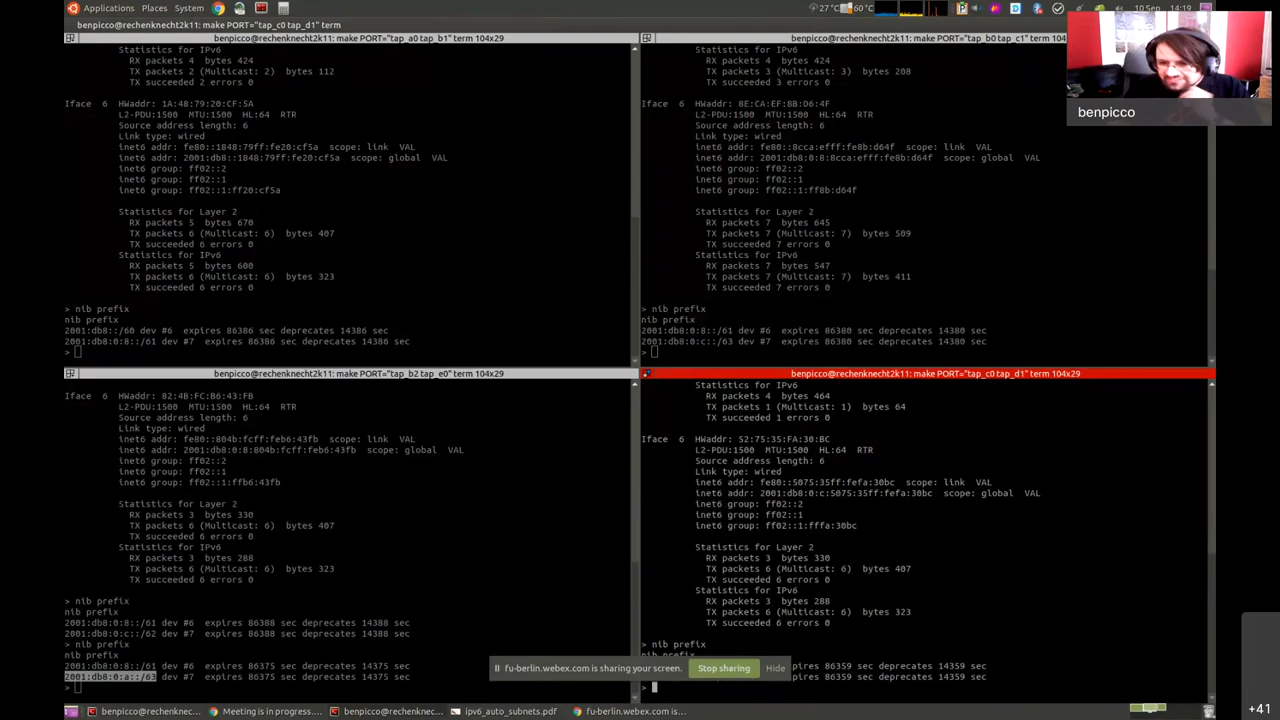 Applications Places System 27 °C 60°C 10 Sep, 14:19
benpicco@rechenknecht2k11: make PORT="tap_c0 tap_d1" term
benpicco@rechenknecht2k11: make PORT="tap_a0 tap_b1" term 104x29
Statistics for IPv6
RX packets 4 bytes 424
TX packets 2 (Multicast: 2) bytes 112
TX succeeded 2 errors 0
Iface 6 HWaddr: 1A:48:79:20:CF:5A
L2-PDU:1500 MTU:1500 HL:64 RTR
Source address length: 6
Link type: wired
inet6 addr: fe80::1848:79ff:fe20:cf5a scope: link VAL
inet6 addr: 2001:db8::1848:79ff:fe20:cf5a scope: global VAL
inet6 group: ff02::2
inet6 group: ff02::1
inet6 group: ff02::1:ff20:cf5a
Statistics for Layer 2
RX packets 5 bytes 670
TX packets 6 (Multicast: 6) bytes 407
TX succeeded 6 errors 0
Statistics for IPv6
RX packets 5 bytes 600
TX packets 6 (Multicast: 6) bytes 323
TX succeeded 6 errors 0
> nib prefix
nib prefix
2001:db8::/60 dev #6 expires 86386 sec deprecates 14386 sec
2001:db8:0:8::/61 dev #7 expires 86386 sec deprecates 14386 sec
>
benpicco@rechenknecht2k11: make PORT="tap_b0 tap_c1" term 104
Statistics for IPv6
RX packets 4 bytes 424
TX packets 3 (Multicast: 3) bytes 208
TX succeeded 3 errors 0
Iface 6 HWaddr: 8E:CA:EF:8B:D6:4F
L2-PDU:1500 MTU:1500 HL:64 RTR
Source address length: 6
Link type: wired
inet6 addr: fe80::8cca:efff:fe8b:d64f scope: link VAL
inet6 addr: 2001:db8:0:8:8cca:efff:fe8b:d64f scope: global VAL
inet6 group: ff02::2
inet6 group: ff02::1
inet6 group: ff02::1:ff8b:d64f
Statistics for Layer 2
RX packets 7 bytes 645
TX packets 7 (Multicast: 7) bytes 509
TX succeeded 7 errors 0
Statistics for IPv6
RX packets 7 bytes 547
TX packets 7 (Multicast: 7) bytes 411
TX succeeded 7 errors 0
> nib prefix
nib prefix
2001:db8:0:8::/61 dev #6 expires 86380 sec deprecates 14380 sec
2001:db8:0:c::/63 dev #7 expires 86380 sec deprecates 14380 sec
>
benpicco
benpicco@rechenknecht2k11: make PORT="tap_b2 tap_e0" term 104x29
Iface 6 HWaddr: 82:4B:FC:B6:43:FB
L2-PDU:1500 MTU:1500 HL:64 RTR
Source address length: 6
Link type: wired
inet6 addr: fe80::804b:fcff:feb6:43fb scope: link VAL
inet6 addr: 2001:db8:0:8:804b:fcff:feb6:43fb scope: global VAL
inet6 group: ff02::2
inet6 group: ff02::1
inet6 group: ff02::1:ffb6:43fb
Statistics for Layer 2
RX packets 3 bytes 330
TX packets 6 (Multicast: 6) bytes 407
TX succeeded 6 errors 0
Statistics for IPv6
RX packets 3 bytes 288
TX packets 6 (Multicast: 6) bytes 323
TX succeeded 6 errors 0
> nib prefix
nib prefix
2001:db8:0:8::/61 dev #6 expires 86388 sec deprecates 14388 sec
2001:db8:0:c::/62 dev #7 expires 86388 sec deprecates 14388 sec
> nib prefix
nib prefix
2001:db8:0:8::/61 dev #6 expires 86375 sec deprecates 14375 sec
2001:db8:0:a::/63 dev #7 expires 86375 sec deprecates 14375 sec
>
benpicco@rechenknecht2k11: make PORT="tap_c0 tap_d1" term 104x29
Statistics for IPv6
RX packets 4 bytes 464
TX packets 1 (Multicast: 1) bytes 64
TX succeeded 1 errors 0
Iface 6 HWaddr: 52:75:35:FA:30:BC
L2-PDU:1500 MTU:1500 HL:64 RTR
Source address length: 6
Link type: wired
inet6 addr: fe80::5075:35ff:fefa:30bc scope: link VAL
inet6 addr: 2001:db8:0:c:5075:35ff:fefa:30bc scope: global VAL
inet6 group: ff02::2
inet6 group: ff02::1
inet6 group: ff02::1:fffa:30bc
Statistics for Layer 2
RX packets 3 bytes 330
TX packets 6 (Multicast: 6) bytes 407
TX succeeded 6 errors 0
Statistics for IPv6
RX packets 3 bytes 288
TX packets 6 (Multicast: 6) bytes 323
TX succeeded 6 errors 0
> nib prefix
nib prefix
expires 86359 sec deprecates 14359 sec
expires 86359 sec deprecates 14359 sec
>
fu-berlin.webex.com is sharing your screen. Stop sharing Hide
benpicco@rechenknec... Meeting is in progress... benpicco@rechenknec... ipv6_auto_subnets.pdf fu-berlin.webex.com is...
+41